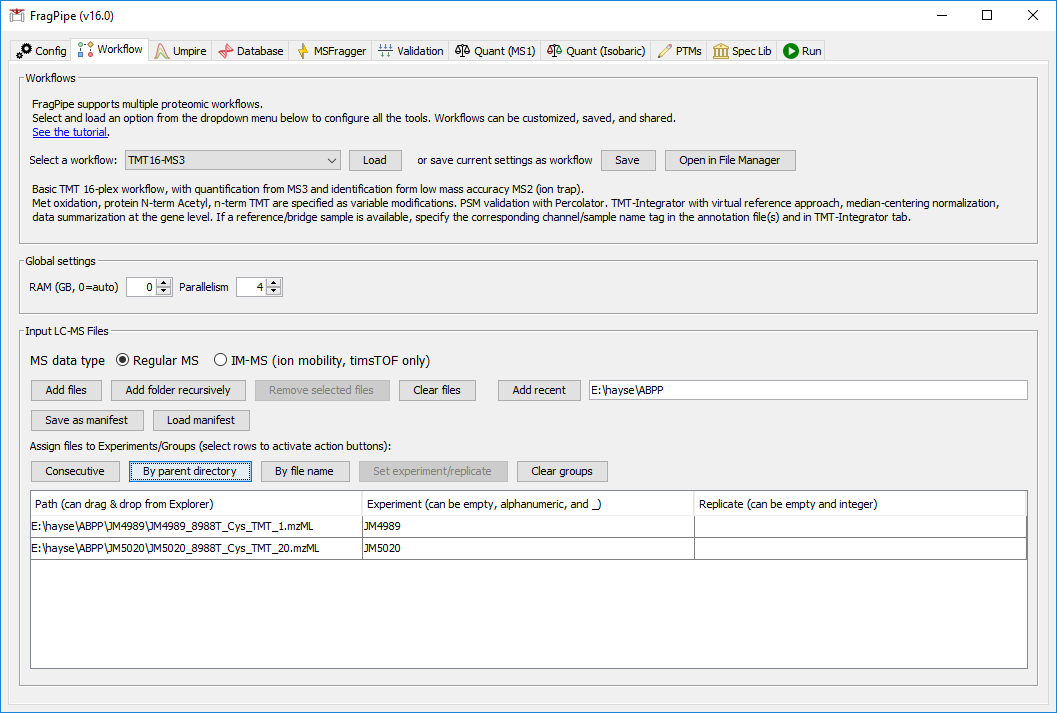 FragPipe (v16.0)
Config Workflow Umpire Database MSFragger Validation Quant (MS1) Quant (Isobaric) PTMs Spec Lib Run
Workflows
FragPipe supports multiple proteomic workflows.
Select and load an option from the dropdown menu below to configure all the tools. Workflows can be customized, saved, and shared.
See the tutorial.
Select a workflow: TMT16-MS3 Load or save current settings as workflow Save Open in File Manager
Basic TMT 16-plex workflow, with quantification from MS3 and identification form low mass accuracy MS2 (ion trap).
Met oxidation, protein N-term Acetyl, n-term TMT are specified as variable modifications. PSM validation with Percolator. TMT-Integrator with virtual reference approach, median-centering normalization,
data summarization at the gene level. If a reference/bridge sample is available, specify the corresponding channel/sample name tag in the annotation file(s) and in TMT-Integrator tab.
Global settings
RAM (GB, 0=auto) 0 Parallelism 4
Input LC-MS Files
MS data type Regular MS IM-MS (ion mobility, timsTOF only)
Add files Add folder recursively Remove selected files Clear files Add recent E:\hayse\ABPP
Save as manifest Load manifest
Assign files to Experiments/Groups (select rows to activate action buttons):
Consecutive By parent directory By file name Set experiment/replicate Clear groups
Path (can drag & drop from Explorer) Experiment (can be empty, alphanumeric, and _) Replicate (can be empty and integer)
E:\hayse\ABPP\JM4989\JM4989_8988T_Cys_TMT_1.mzML JM4989
E:\hayse\ABPP\JM5020\JM5020_8988T_Cys_TMT_20.mzML JM5020